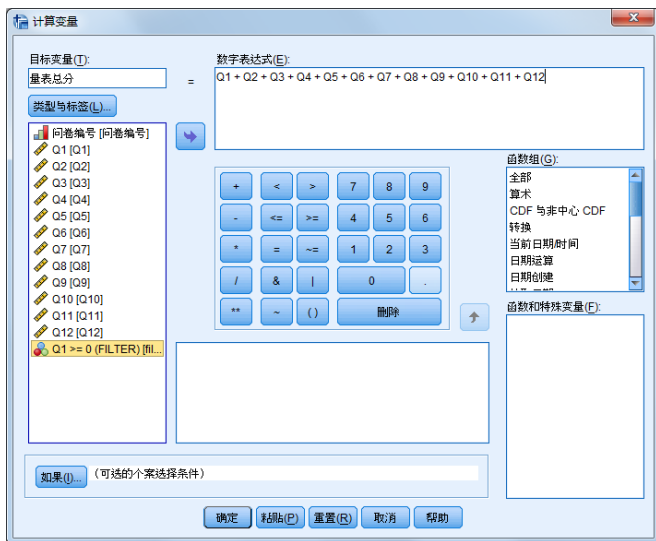 计算变量
目标变量(T):
量表总分
=
数字表达式(E):
Q1 + Q2 + Q3 + Q4 + Q5 + Q6 + Q7 + Q8 + Q9 + Q10 + Q11 + Q12
类型与标签(L)...
问卷编号 [问卷编号]
Q1 [Q1]
Q2 [Q2]
Q3 [Q3]
Q4 [Q4]
Q5 [Q5]
Q6 [Q6]
Q7 [Q7]
Q8 [Q8]
Q9 [Q9]
Q10 [Q10]
Q11 [Q11]
Q12 [Q12]
Q1 >= 0 (FILTER) [fil...
+ < > 7 8 9
- <= >= 4 5 6
* = ~= 1 2 3
/ & | 0 .
** ~ ( ) 删除
函数组(G):
全部
算术
CDF 与非中心 CDF
转换
当前日期/时间
日期运算
日期创建
函数和特殊变量(F):
如果(I)... (可选的个案选择条件)
确定 粘贴(P) 重置(R) 取消 帮助